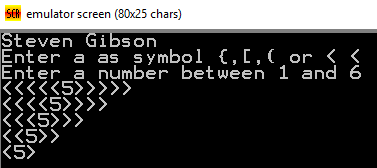 emulator screen (80x25 chars)
Steven Gibson
Enter a as symbol {,[,( or < <
Enter a number between 1 and 6
<<<<<5>>>>>
<<<<5>>>>
<<<5>>>
<<5>>
<5>